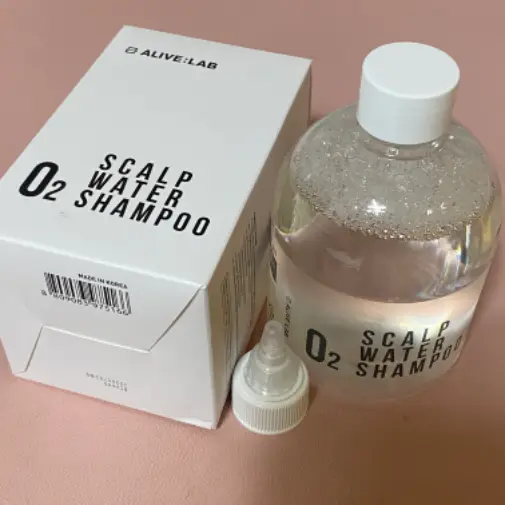 ALIVE:LAB
O2
SCALP
WATER
SHAMPOO
MADE IN KOREA
O2
SCALP
WATER
SHAMPOO